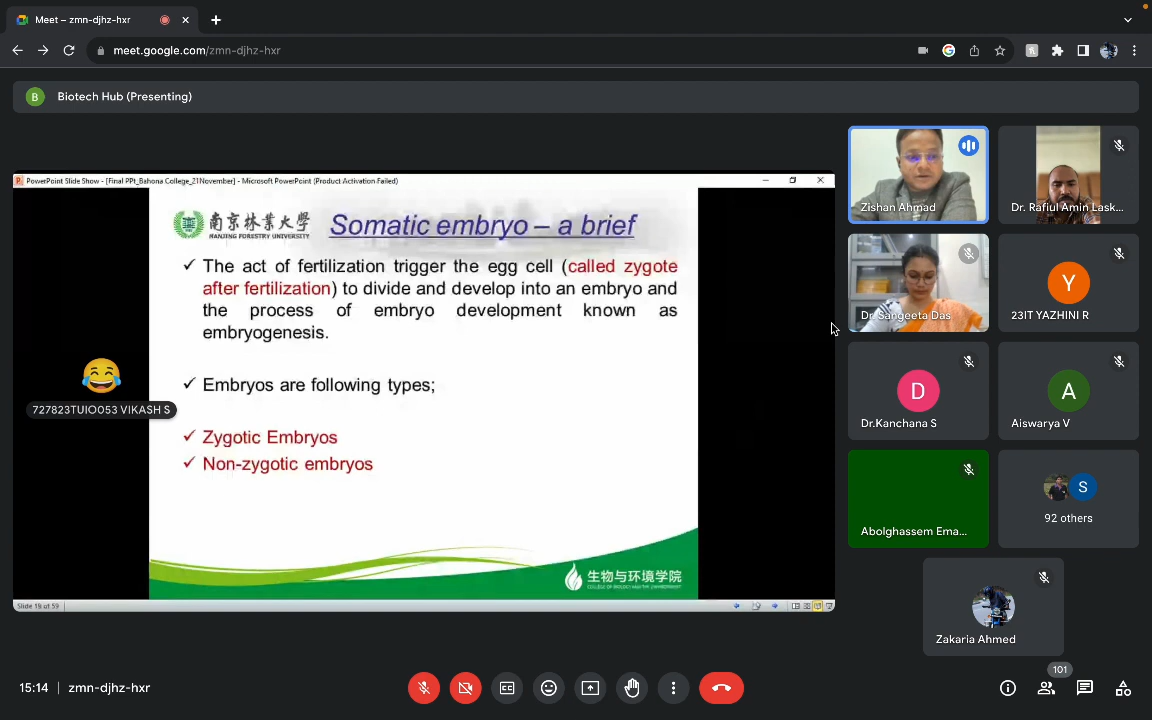 Meet – zmn-djhz-hxr
meet.google.com/zmn-djhz-hxr
B
Biotech Hub (Presenting)
PowerPoint Slide Show - [Final PPt_Bahona College_21November] - Microsoft PowerPoint (Product Activation Failed)
南京林業大學
NANJING FORESTRY UNIVERSITY
Somatic embryo – a brief
✓ The act of fertilization trigger the egg cell (called zygote
after fertilization) to divide and develop into an embryo and
the process of embryo development known as
embryogenesis.
✓ Embryos are following types;
✓ Zygotic Embryos
✓ Non-zygotic embryos
生物与环境学院
COLLEGE OF BIOLOGY AND THE ENVIRONMENT
Slide 19 of 59
727823TUIO053 VIKASH S
Zishan Ahmad
Dr. Rafiul Amin Lask...
Dr. Sangeeta Das
Y
23IT YAZHINI R
D
Dr.Kanchana S
A
Aiswarya V
Abolghassem Ema...
S
92 others
Zakaria Ahmed
15:14 | zmn-djhz-hxr
101